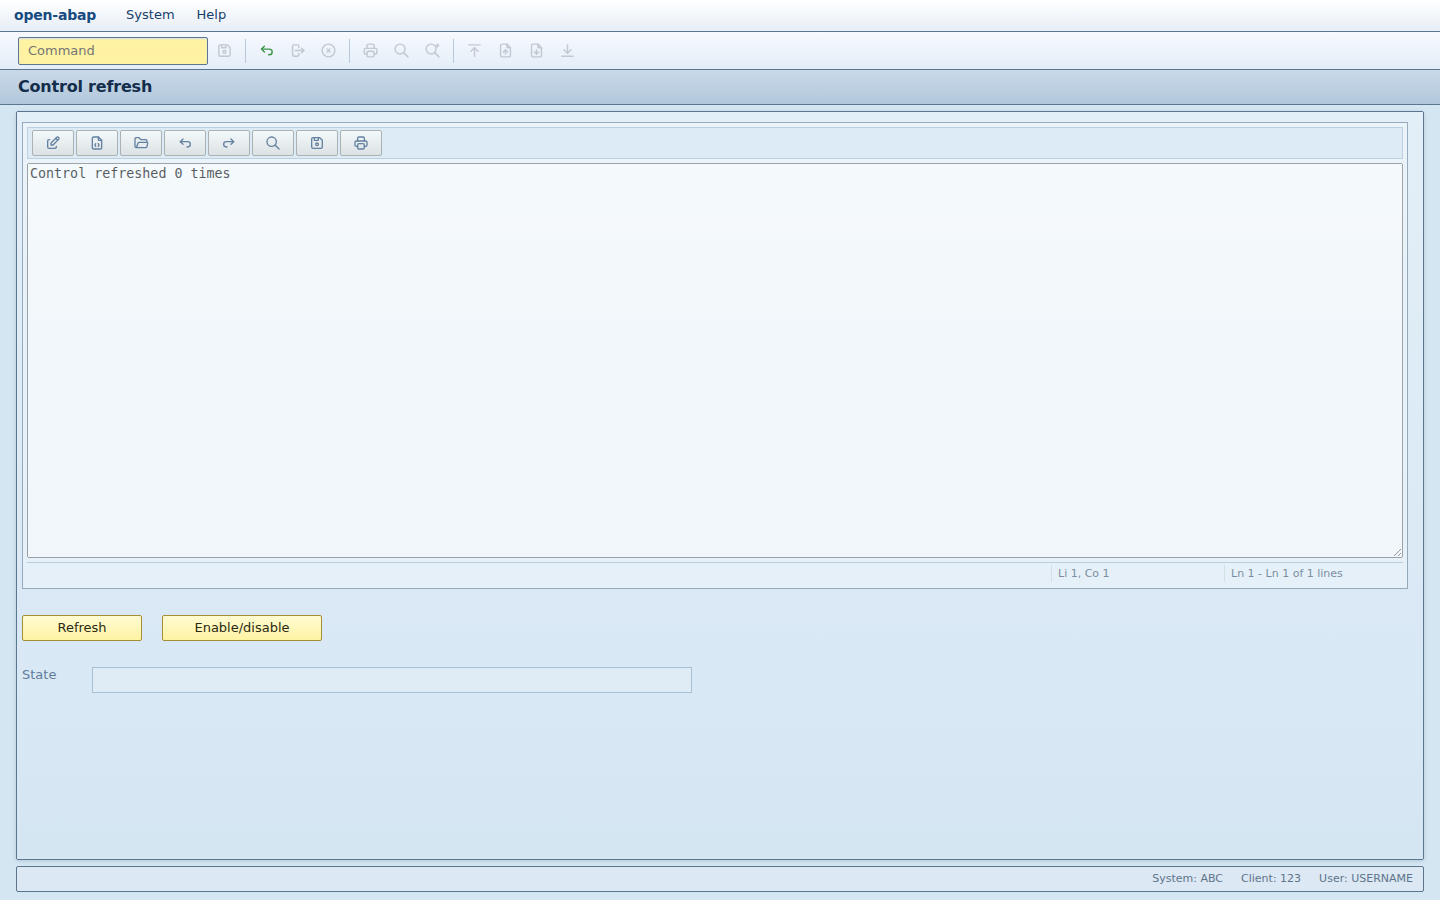 open-abap System Help
Command
Control refresh
Control refreshed 0 times
Li 1, Co 1 Ln 1 - Ln 1 of 1 lines
Refresh Enable/disable
State
System: ABC Client: 123 User: USERNAME